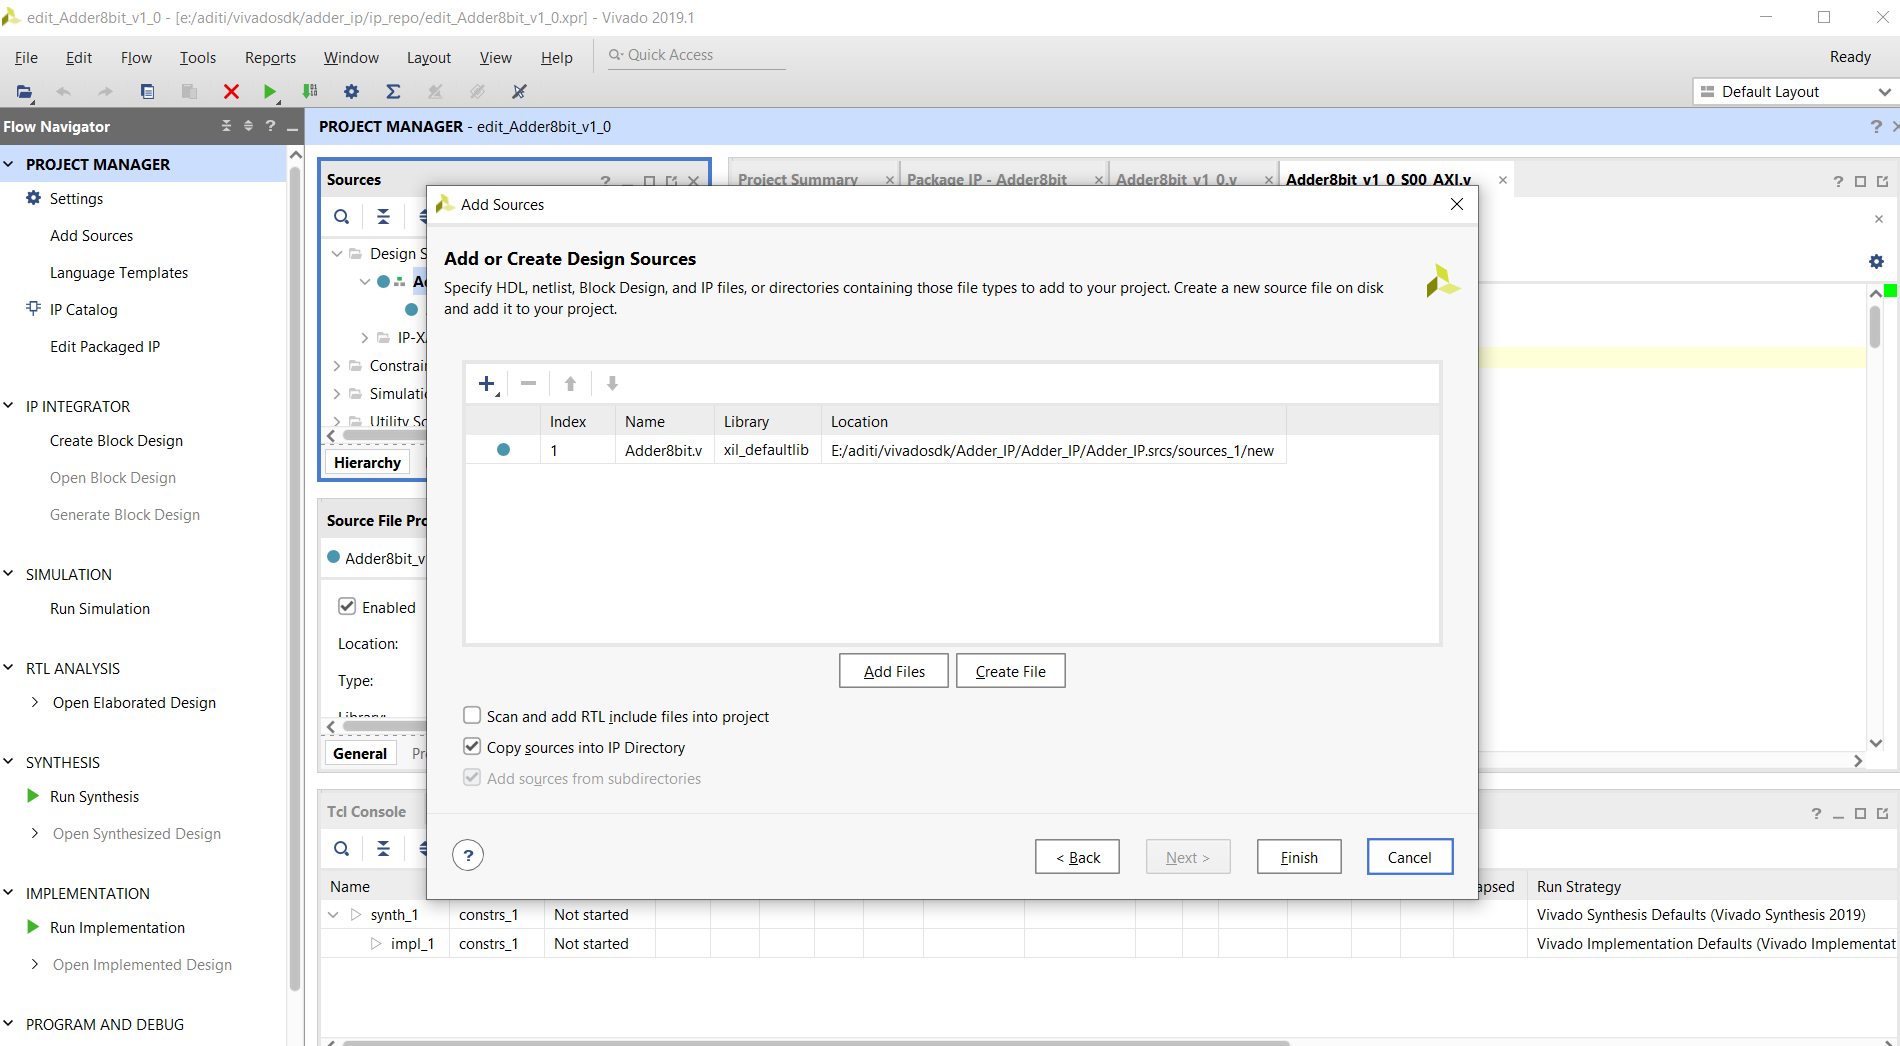 edit_Adder8bit_v1_0 - [e:/aditi/vivadosdk/adder_ip/ip_repo/edit_Adder8bit_v1_0.xpr] - Vivado 2019.1
File Edit Flow Tools Reports Window Layout View Help Quick Access Ready
Default Layout
Flow Navigator
PROJECT MANAGER - edit_Adder8bit_v1_0
PROJECT MANAGER
Settings
Add Sources
Language Templates
IP Catalog
Edit Packaged IP
IP INTEGRATOR
Create Block Design
Open Block Design
Generate Block Design
SIMULATION
Run Simulation
RTL ANALYSIS
Open Elaborated Design
SYNTHESIS
Run Synthesis
Open Synthesized Design
IMPLEMENTATION
Run Implementation
Open Implemented Design
PROGRAM AND DEBUG
Sources
Project Summary Package IP - Adder8bit Adder8bit_v1_0.v Adder8bit_v1_0_S00_AXI.v
Design S
Ad
IP-X
Constrai
Simulati
Utility So
Hierarchy
Source File Pro
Adder8bit_v
Enabled
Location:
Type:
Library:
General Pr
Add Sources
Add or Create Design Sources
Specify HDL, netlist, Block Design, and IP files, or directories containing those file types to add to your project. Create a new source file on disk
and add it to your project.
Index Name Library Location
1 Adder8bit.v xil_defaultlib E:/aditi/vivadosdk/Adder_IP/Adder_IP/Adder_IP.srcs/sources_1/new
Add Files Create File
Scan and add RTL include files into project
Copy sources into IP Directory
Add sources from subdirectories
? < Back Next > Finish Cancel
Tcl Console
Name apsed Run Strategy
synth_1 constrs_1 Not started Vivado Synthesis Defaults (Vivado Synthesis 2019)
impl_1 constrs_1 Not started Vivado Implementation Defaults (Vivado Implementat